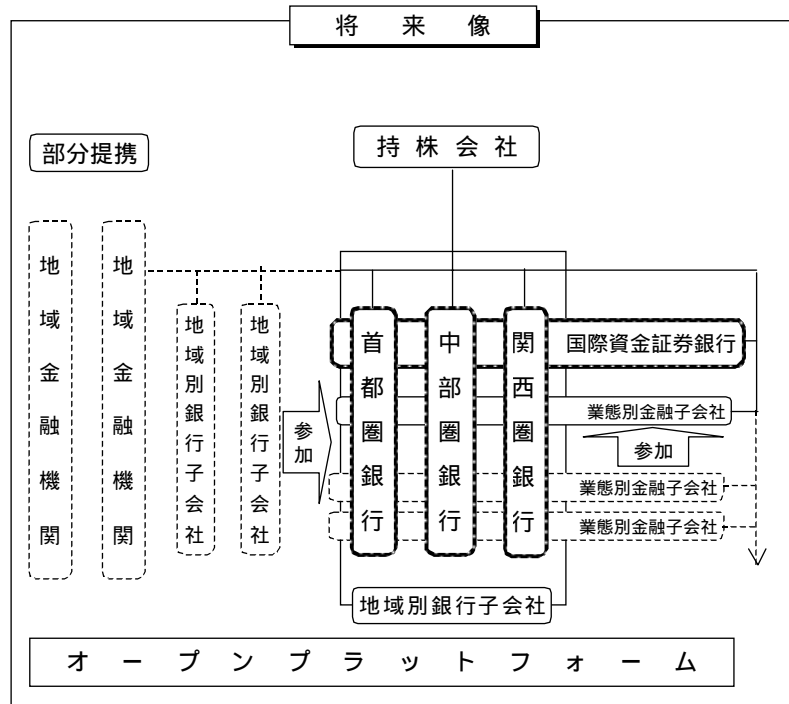 将来像
部分提携
持株会社
地域金融機関
地域金融機関
地域別銀行子会社
地域別銀行子会社
参加
首都圏銀行
中部圏銀行
関西圏銀行
国際資金証券銀行
業態別金融子会社
参加
業態別金融子会社
業態別金融子会社
地域別銀行子会社
オープンプラットフォーム